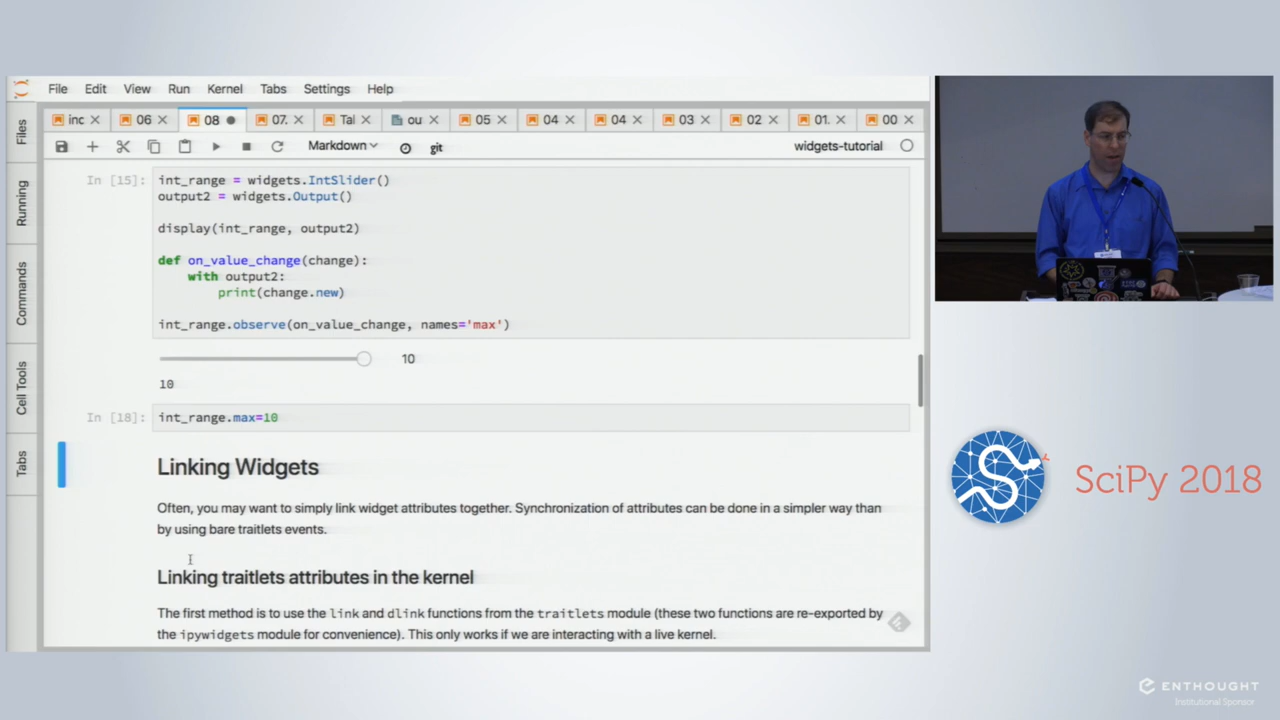 File Edit View Run Kernel Tabs Settings Help
inc 06 08 07. Tal ou 05 04 04 03 02 01. 00
Markdown git widgets-tutorial
Files
Running
Commands
Cell Tools
Tabs
In [15]: int_range = widgets.IntSlider()
output2 = widgets.Output()
display(int_range, output2)
def on_value_change(change):
with output2:
print(change.new)
int_range.observe(on_value_change, names='max')
10
10
In [18]: int_range.max=10
Linking Widgets
Often, you may want to simply link widget attributes together. Synchronization of attributes can be done in a simpler way than
by using bare traitlets events.
Linking traitlets attributes in the kernel
The first method is to use the link and dlink functions from the traitlets module (these two functions are re-exported by
the ipywidgets module for convenience). This only works if we are interacting with a live kernel.
SciPy 2018
ENTHOUGHT
Institutional Sponsor